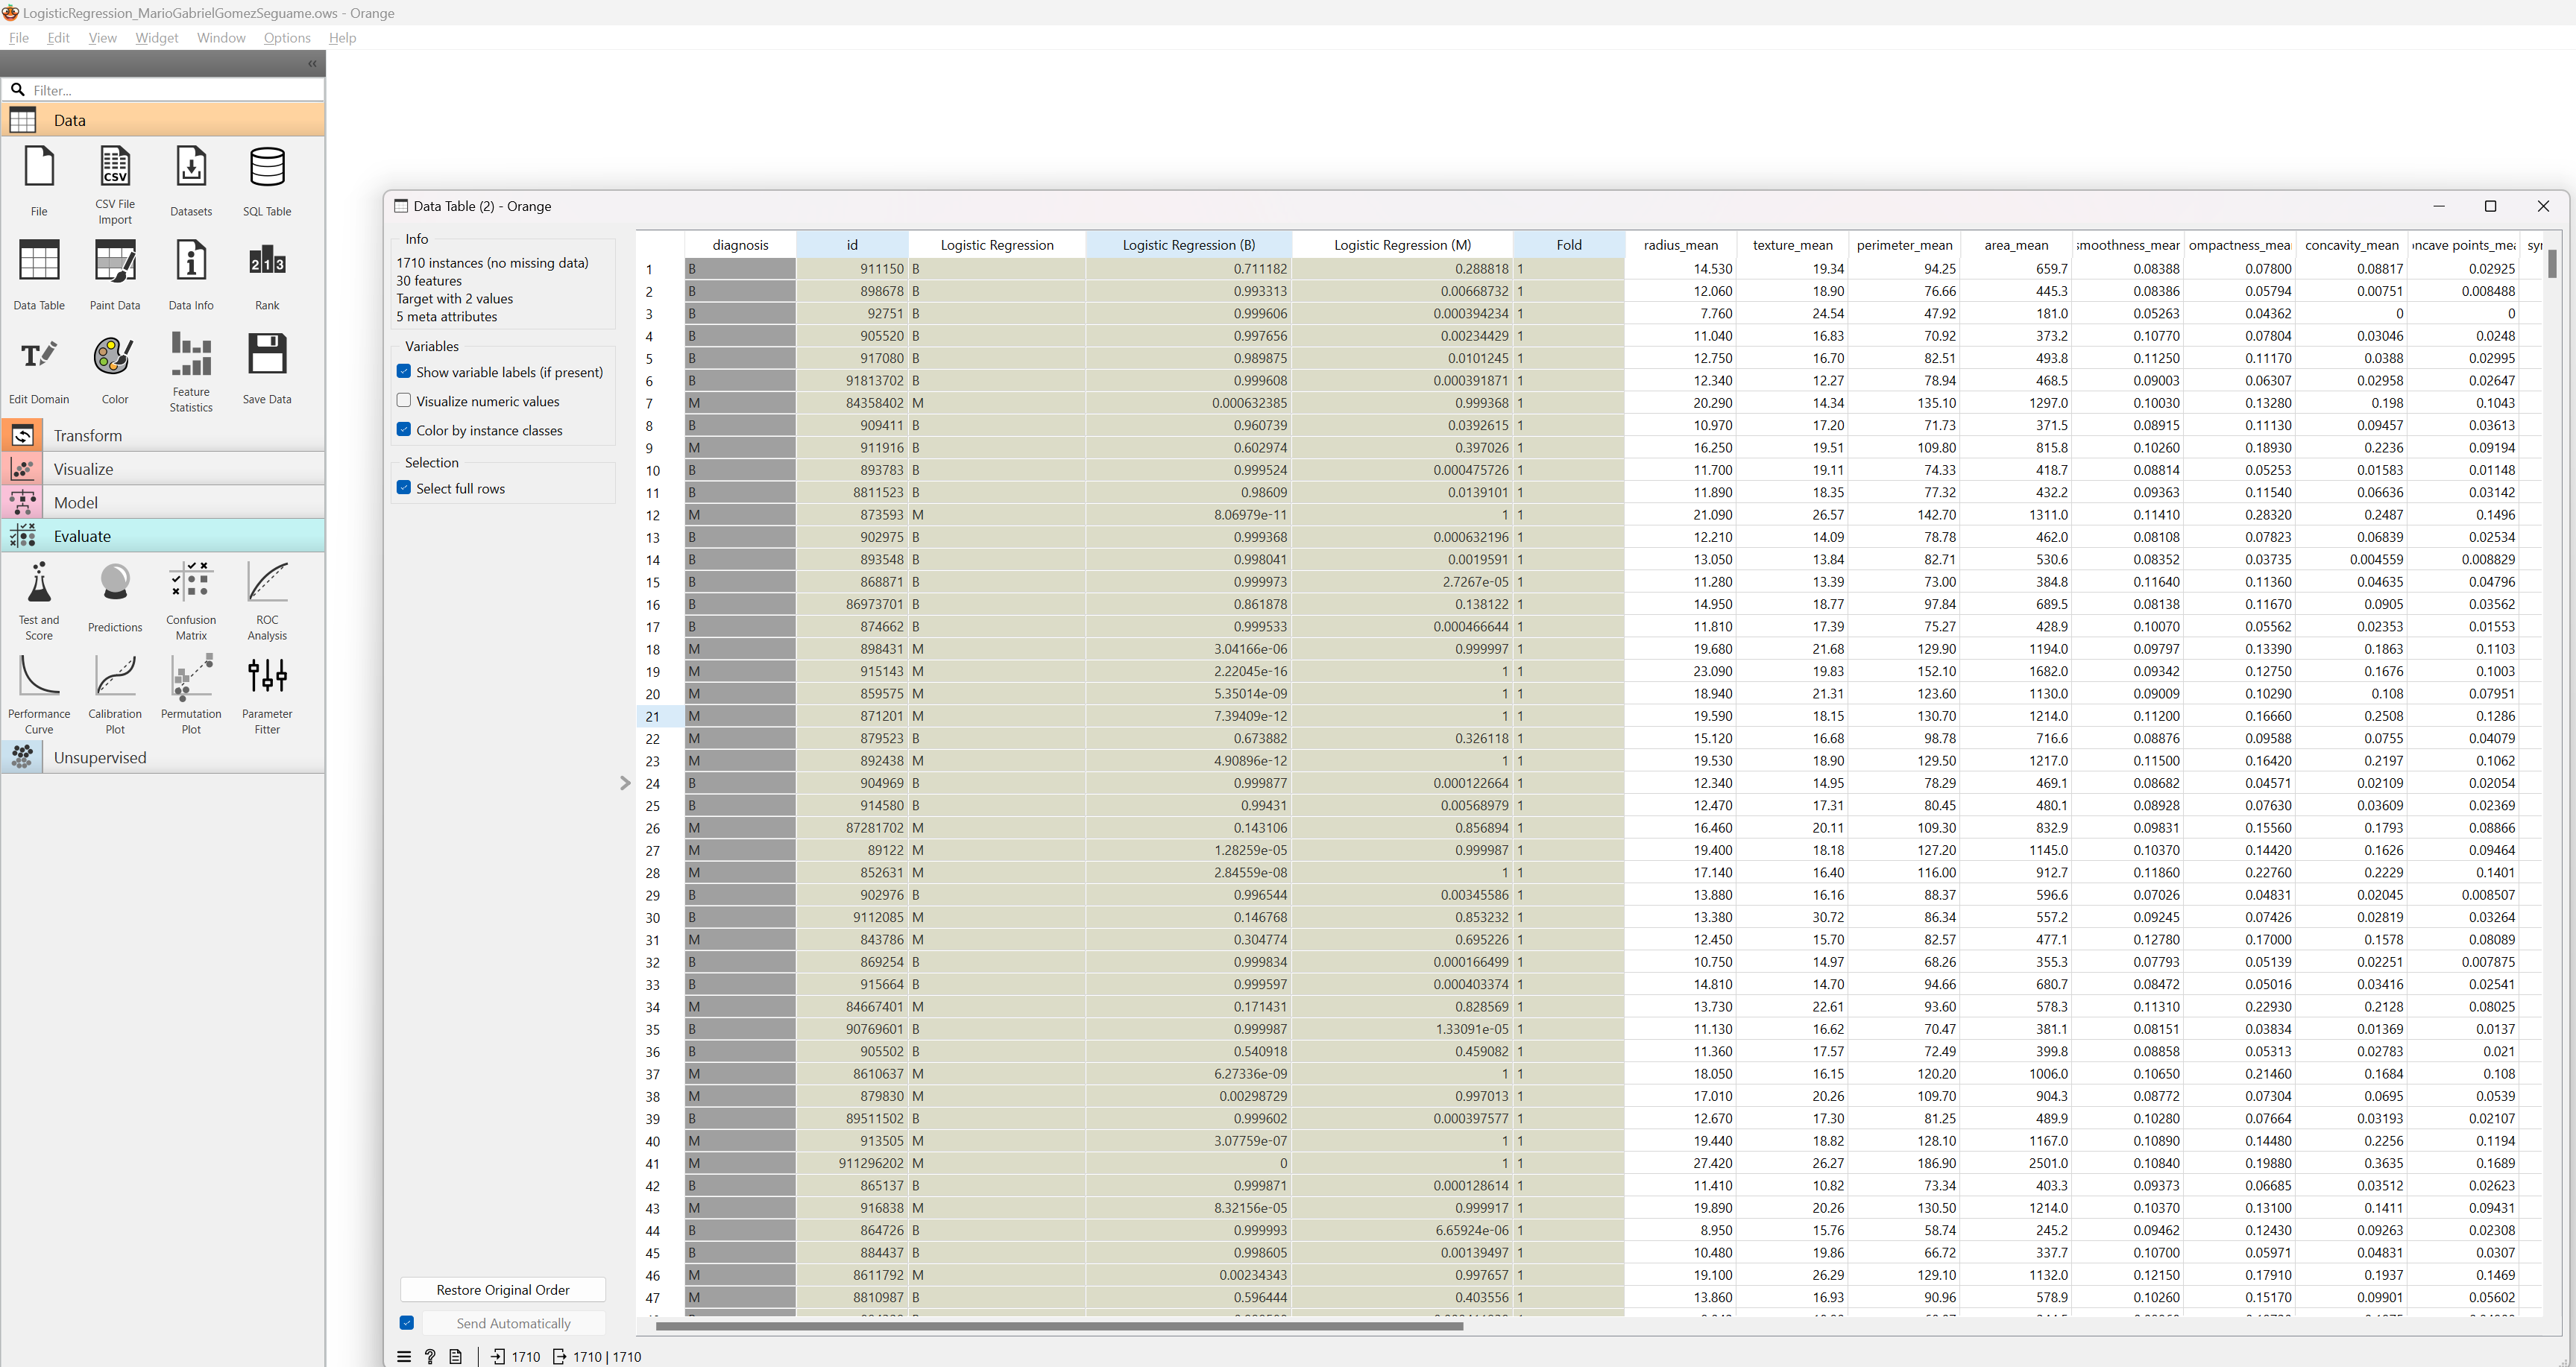 LogisticRegression_MarioGabrielGomezSeguame.ows - Orange
File Edit View Widget Window Options Help
Filter...
Data
File CSV File Import Datasets SQL Table
Data Table Paint Data Data Info Rank
Edit Domain Color Feature Statistics Save Data
Transform
Visualize
Model
Evaluate
Test and Score Predictions Confusion Matrix ROC Analysis
Performance Curve Calibration Plot Permutation Plot Parameter Fitter
Unsupervised
Data Table (2) - Orange
Info
1710 instances (no missing data)
30 features
Target with 2 values
5 meta attributes
Variables
Show variable labels (if present)
Visualize numeric values
Color by instance classes
Selection
Select full rows
Restore Original Order
Send Automatically
diagnosis id Logistic Regression Logistic Regression (B) Logistic Regression (M) Fold radius_mean texture_mean perimeter_mean area_mean smoothness_mear ompactness_mea concavity_mean ncave points_me syr
1 B 911150 B 0.711182 0.288818 1 14.530 19.34 94.25 659.7 0.08388 0.07800 0.08817 0.02925
2 B 898678 B 0.993313 0.00668732 1 12.060 18.90 76.66 445.3 0.08386 0.05794 0.00751 0.008488
3 B 92751 B 0.999606 0.000394234 1 7.760 24.54 47.92 181.0 0.05263 0.04362 0 0
4 B 905520 B 0.997656 0.00234429 1 11.040 16.83 70.92 373.2 0.10770 0.07804 0.03046 0.0248
5 B 917080 B 0.989875 0.0101245 1 12.750 16.70 82.51 493.8 0.11250 0.11170 0.0388 0.02995
6 B 91813702 B 0.999608 0.000391871 1 12.340 12.27 78.94 468.5 0.09003 0.06307 0.02958 0.02647
7 M 84358402 M 0.000632385 0.999368 1 20.290 14.34 135.10 1297.0 0.10030 0.13280 0.198 0.1043
8 B 909411 B 0.960739 0.0392615 1 10.970 17.20 71.73 371.5 0.08915 0.11130 0.09457 0.03613
9 M 911916 B 0.602974 0.397026 1 16.250 19.51 109.80 815.8 0.10260 0.18930 0.2236 0.09194
10 B 893783 B 0.999524 0.000475726 1 11.700 19.11 74.33 418.7 0.08814 0.05253 0.01583 0.01148
11 B 8811523 B 0.98609 0.0139101 1 11.890 18.35 77.32 432.2 0.09363 0.11540 0.06636 0.03142
12 M 873593 M 8.06979e-11 1 1 21.090 26.57 142.70 1311.0 0.11410 0.28320 0.2487 0.1496
13 B 902975 B 0.999368 0.000632196 1 12.210 14.09 78.78 462.0 0.08108 0.07823 0.06839 0.02534
14 B 893548 B 0.998041 0.0019591 1 13.050 13.84 82.71 530.6 0.08352 0.03735 0.004559 0.008829
15 B 868871 B 0.999973 2.7267e-05 1 11.280 13.39 73.00 384.8 0.11640 0.11360 0.04635 0.04796
16 B 86973701 B 0.861878 0.138122 1 14.950 18.77 97.84 689.5 0.08138 0.11670 0.0905 0.03562
17 B 874662 B 0.999533 0.000466644 1 11.810 17.39 75.27 428.9 0.10070 0.05562 0.02353 0.01553
18 M 898431 M 3.04166e-06 0.999997 1 19.680 21.68 129.90 1194.0 0.09797 0.13390 0.1863 0.1103
19 M 915143 M 2.22045e-16 1 1 23.090 19.83 152.10 1682.0 0.09342 0.12750 0.1676 0.1003
20 M 859575 M 5.35014e-09 1 1 18.940 21.31 123.60 1130.0 0.09009 0.10290 0.108 0.07951
21 M 871201 M 7.39409e-12 1 1 19.590 18.15 130.70 1214.0 0.11200 0.16660 0.2508 0.1286
22 M 879523 B 0.673882 0.326118 1 15.120 16.68 98.78 716.6 0.08876 0.09588 0.0755 0.04079
23 M 892438 M 4.90896e-12 1 1 19.530 18.90 129.50 1217.0 0.11500 0.16420 0.2197 0.1062
24 B 904969 B 0.999877 0.000122664 1 12.340 14.95 78.29 469.1 0.08682 0.04571 0.02109 0.02054
25 B 914580 B 0.99431 0.00568979 1 12.470 17.31 80.45 480.1 0.08928 0.07630 0.03609 0.02369
26 M 87281702 M 0.143106 0.856894 1 16.460 20.11 109.30 832.9 0.09831 0.15560 0.1793 0.08866
27 M 89122 M 1.28259e-05 0.999987 1 19.400 18.18 127.20 1145.0 0.10370 0.14420 0.1626 0.09464
28 M 852631 M 2.84559e-08 1 1 17.140 16.40 116.00 912.7 0.11860 0.22760 0.2229 0.1401
29 B 902976 B 0.996544 0.00345586 1 13.880 16.16 88.37 596.6 0.07026 0.04831 0.02045 0.008507
30 B 9112085 M 0.146768 0.853232 1 13.380 30.72 86.34 557.2 0.09245 0.07426 0.02819 0.03264
31 M 843786 M 0.304774 0.695226 1 12.450 15.70 82.57 477.1 0.12780 0.17000 0.1578 0.08089
32 B 869254 B 0.999834 0.000166499 1 10.750 14.97 68.26 355.3 0.07793 0.05139 0.02251 0.007875
33 B 915664 B 0.999597 0.000403374 1 14.810 14.70 94.66 680.7 0.08472 0.05016 0.03416 0.02541
34 M 84667401 M 0.171431 0.828569 1 13.730 22.61 93.60 578.3 0.11310 0.22930 0.2128 0.08025
35 B 90769601 B 0.999987 1.33091e-05 1 11.130 16.62 70.47 381.1 0.08151 0.03834 0.01369 0.0137
36 B 905502 B 0.540918 0.459082 1 11.360 17.57 72.49 399.8 0.08858 0.05313 0.02783 0.021
37 M 8610637 M 6.27336e-09 1 1 18.050 16.15 120.20 1006.0 0.10650 0.21460 0.1684 0.108
38 M 879830 M 0.00298729 0.997013 1 17.010 20.26 109.70 904.3 0.08772 0.07304 0.0695 0.0539
39 B 89511502 B 0.999602 0.000397577 1 12.670 17.30 81.25 489.9 0.10280 0.07664 0.03193 0.02107
40 M 913505 M 3.07759e-07 1 1 19.440 18.82 128.10 1167.0 0.10890 0.14480 0.2256 0.1194
41 M 911296202 M 0 1 1 27.420 26.27 186.90 2501.0 0.10840 0.19880 0.3635 0.1689
42 B 865137 B 0.999871 0.000128614 1 11.410 10.82 73.34 403.3 0.09373 0.06685 0.03512 0.02623
43 M 916838 M 8.32156e-05 0.999917 1 19.890 20.26 130.50 1214.0 0.10370 0.13100 0.1411 0.09431
44 B 864726 B 0.999993 6.65924e-06 1 8.950 15.76 58.74 245.2 0.09462 0.12430 0.09263 0.02308
45 B 884437 B 0.998605 0.00139497 1 10.480 19.86 66.72 337.7 0.10700 0.05971 0.04831 0.0307
46 M 8611792 M 0.00234343 0.997657 1 19.100 26.29 129.10 1132.0 0.12150 0.17910 0.1937 0.1469
47 M 8810987 B 0.596444 0.403556 1 13.860 16.93 90.96 578.9 0.10260 0.15170 0.09901 0.05602
1710 1710 | 1710